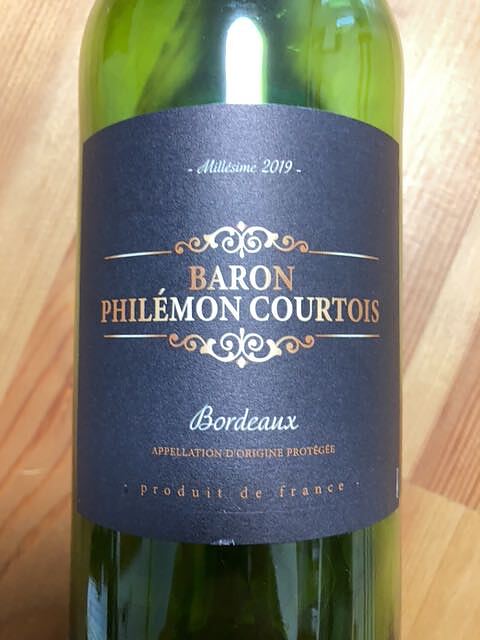 - Millésime 2019 -
BARON
PHILÉMON COURTOIS
Bordeaux
APPELLATION D'ORIGINE PROTÉGÉE
· produit de france ·